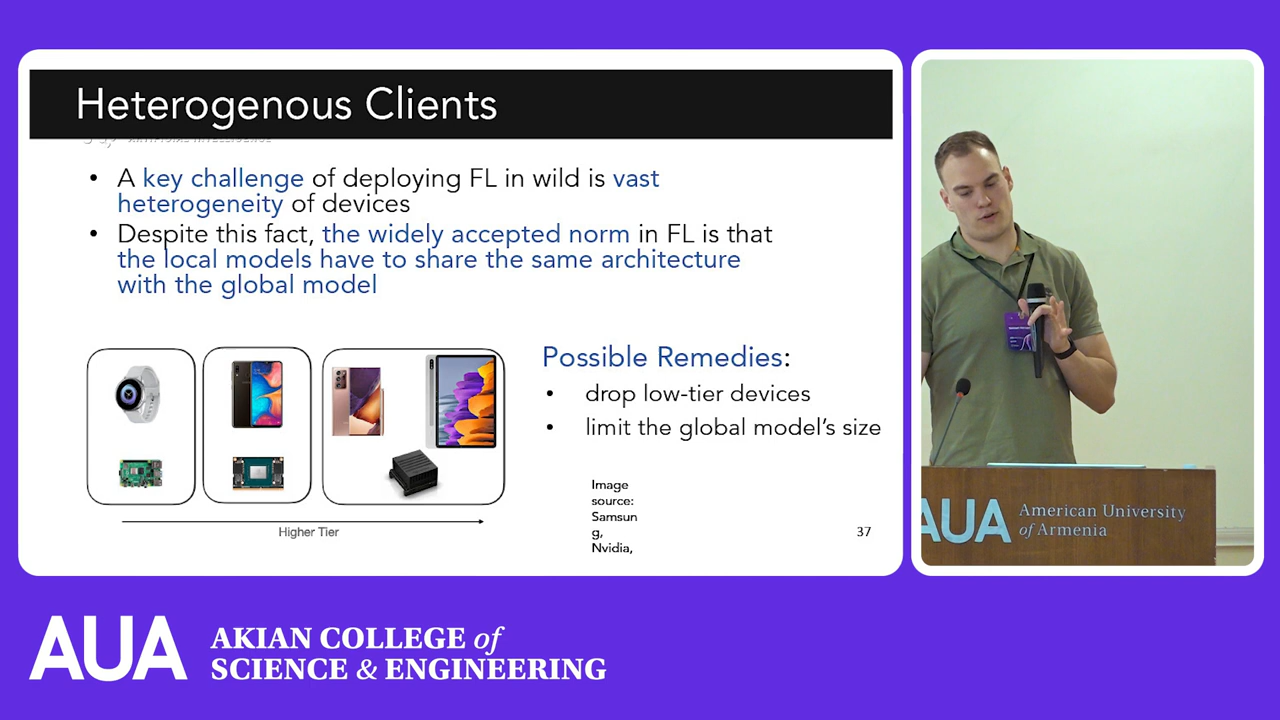 Heterogenous Clients
ARTIFICIAL INTELLIGENCE
• A key challenge of deploying FL in wild is vast
heterogeneity of devices
• Despite this fact, the widely accepted norm in FL is that
the local models have to share the same architecture
with the global model
Possible Remedies:
• drop low-tier devices
• limit the global model's size
Image
source:
Samsun
g,
Nvidia,
Higher Tier
37
AUA American University
of Armenia
AUA AKIAN COLLEGE of
SCIENCE & ENGINEERING